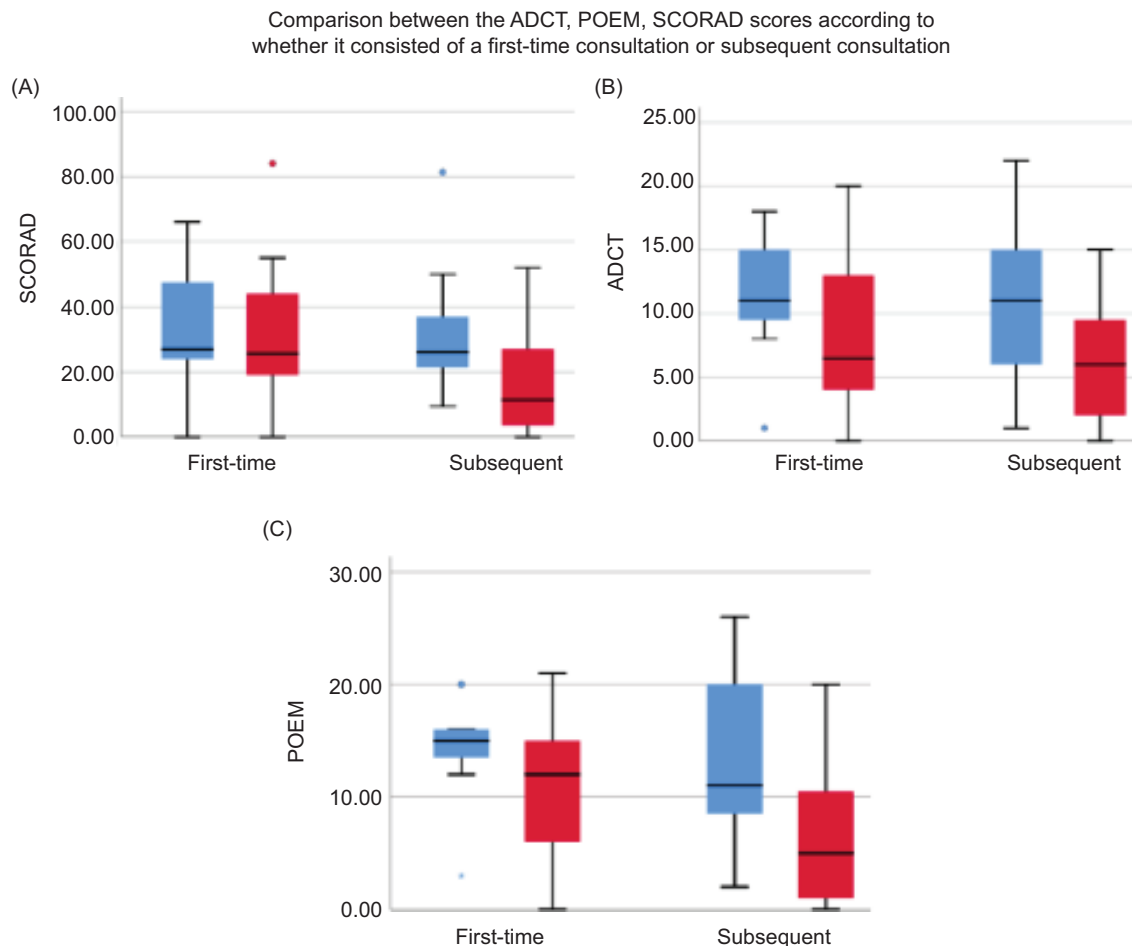 Comparison between the ADCT, POEM, SCORAD scores according to
whether it consisted of a first-time consultation or subsequent consultation
(A)
100.00
80.00
60.00
40.00
20.00
0.00
SCORAD
First-time
Subsequent
(B)
25.00
20.00
15.00
10.00
5.00
0.00
ADCT
First-time
Subsequent
(C)
30.00
20.00
10.00
0.00
POEM
First-time
Subsequent